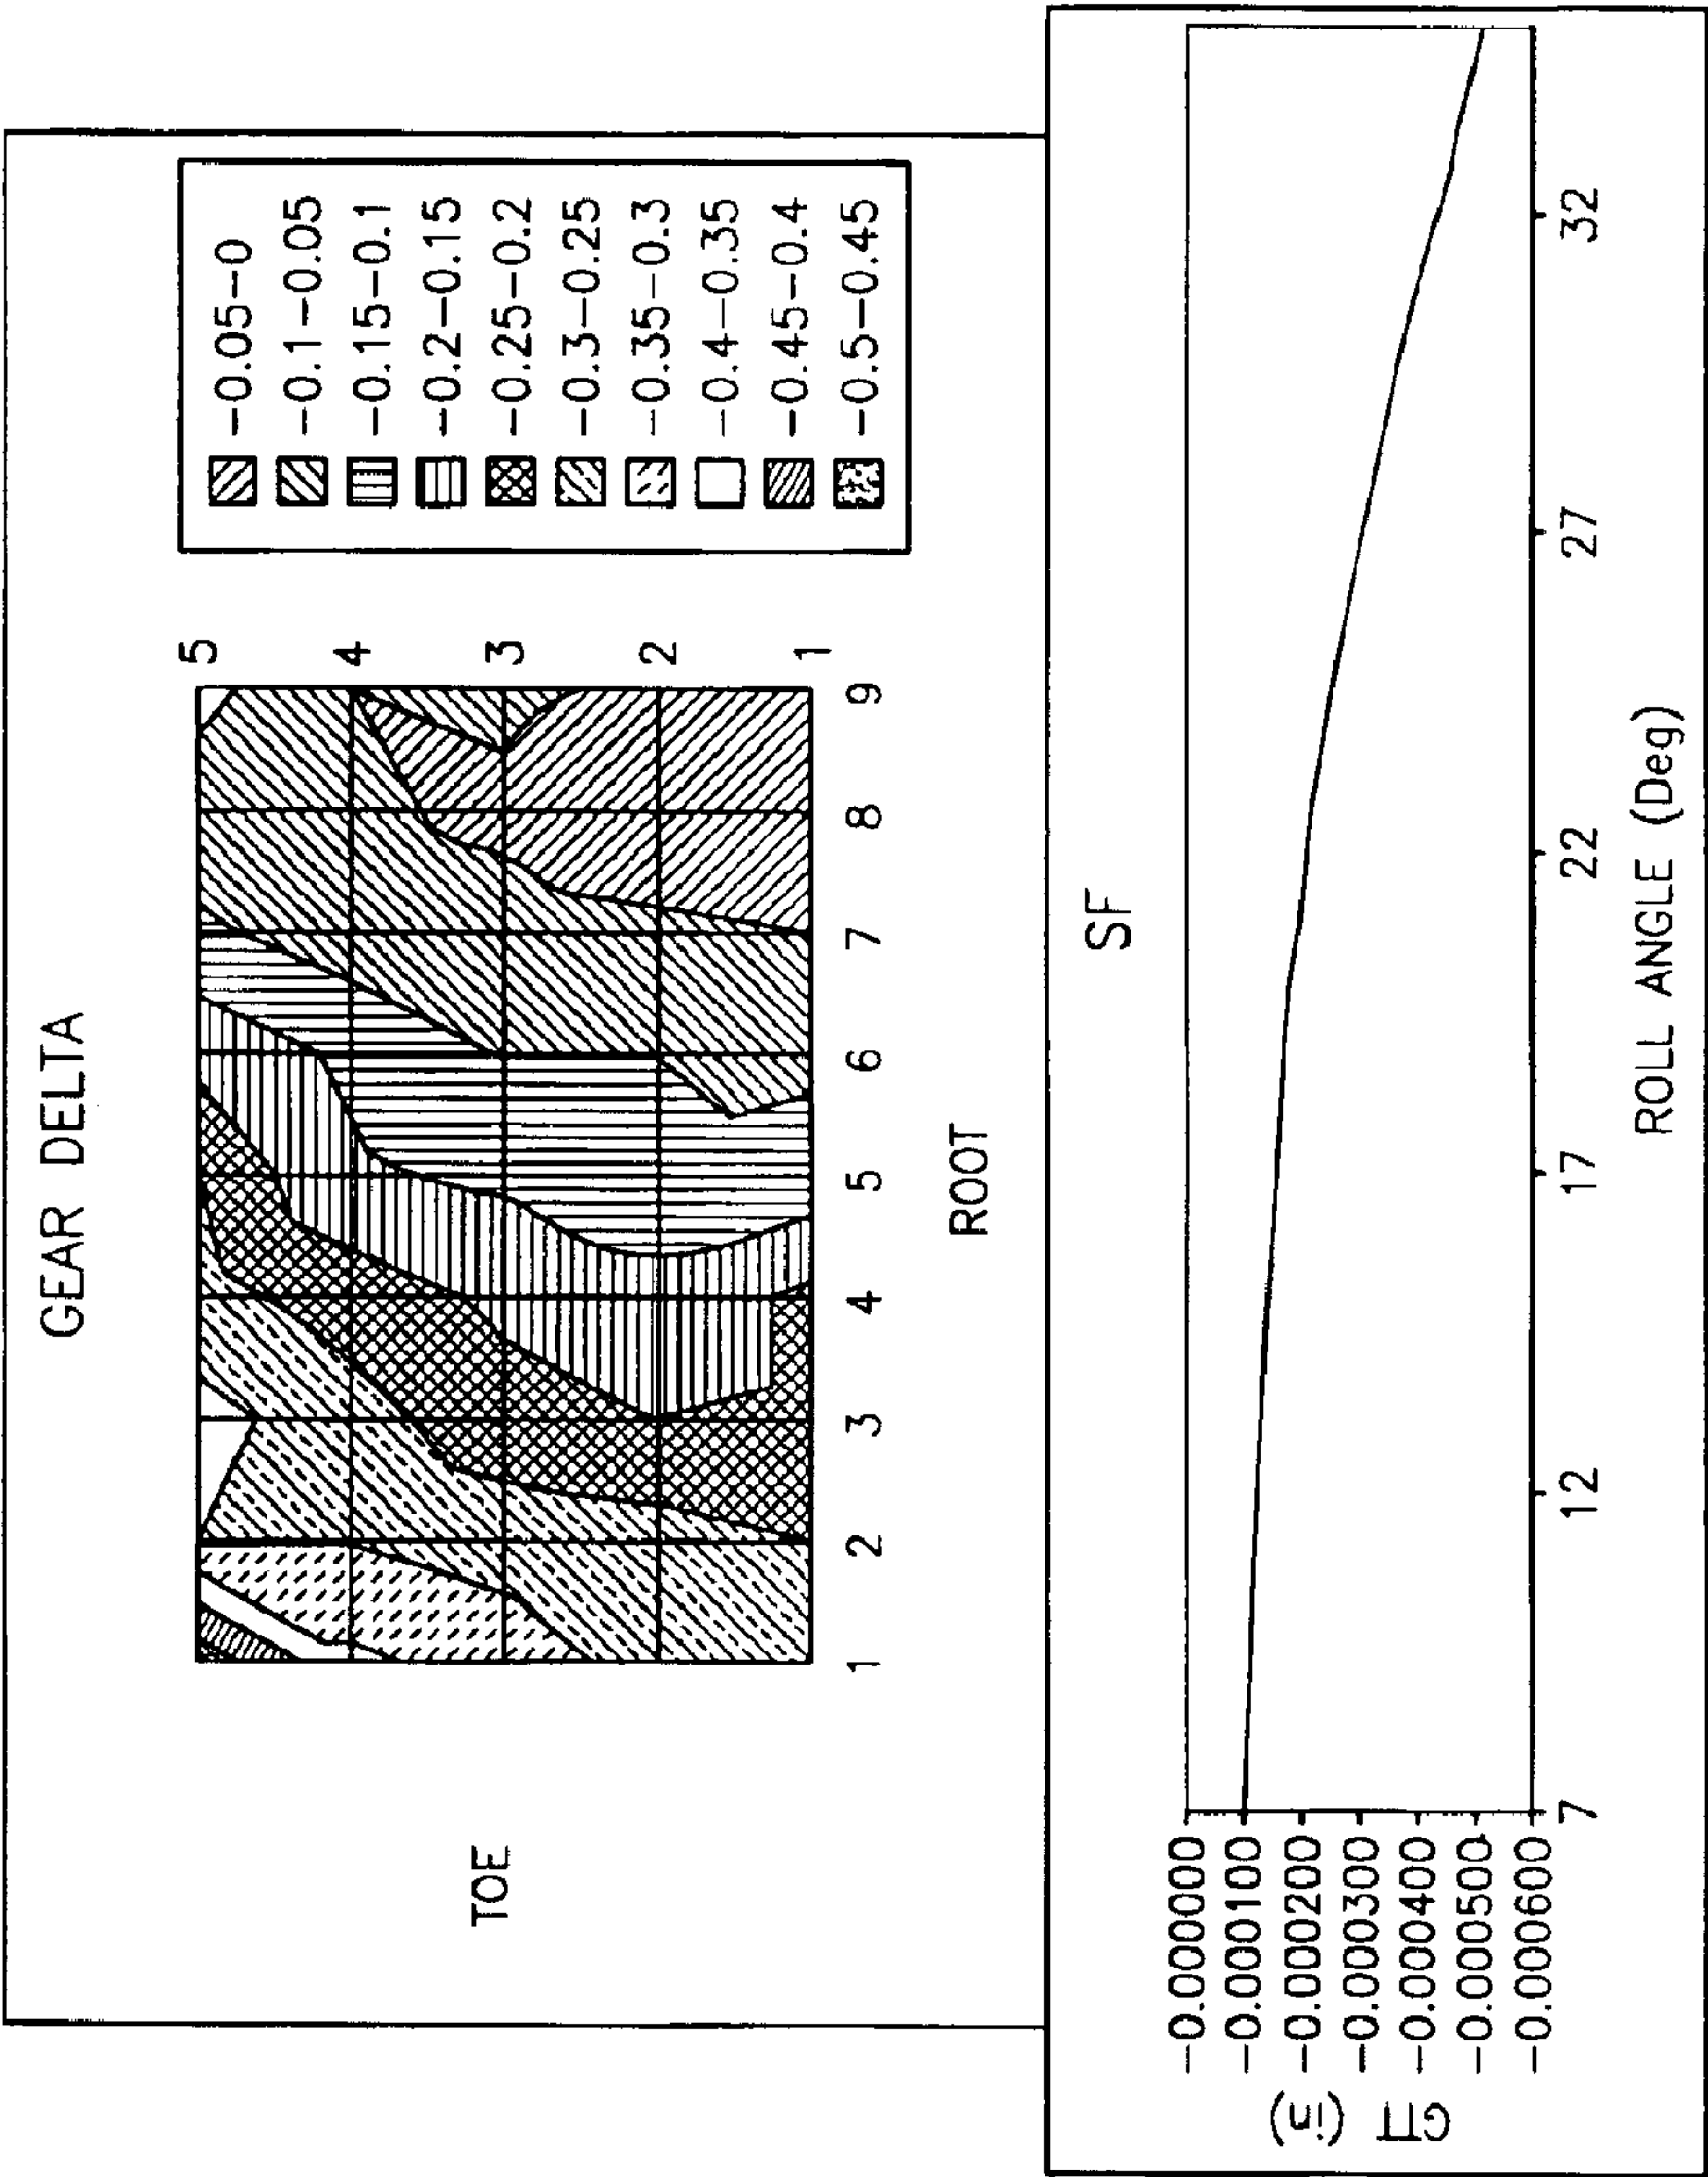 GEAR DELTA
TOE
5
4
3
2
1
1 2 3 4 5 6 7 8 9
ROOT
-0.05-0
-0.1-0.05
-0.15-0.1
-0.2-0.15
-0.25-0.2
-0.3-0.25
-0.35-0.3
-0.4-0.35
-0.45-0.4
-0.5-0.45
SF
GTT (in)
-0.000000
-0.000100
-0.000200
-0.000300
-0.000400
-0.000500
-0.000600
7 12 17 22 27 32
ROLL ANGLE (Deg)